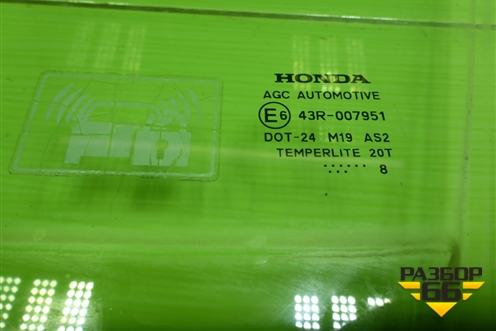 HONDA
AGC AUTOMOTIVE
E6 43R-007951
DOT-24 M19 AS2
TEMPERLITE 20T
8
РАЗБОР
66